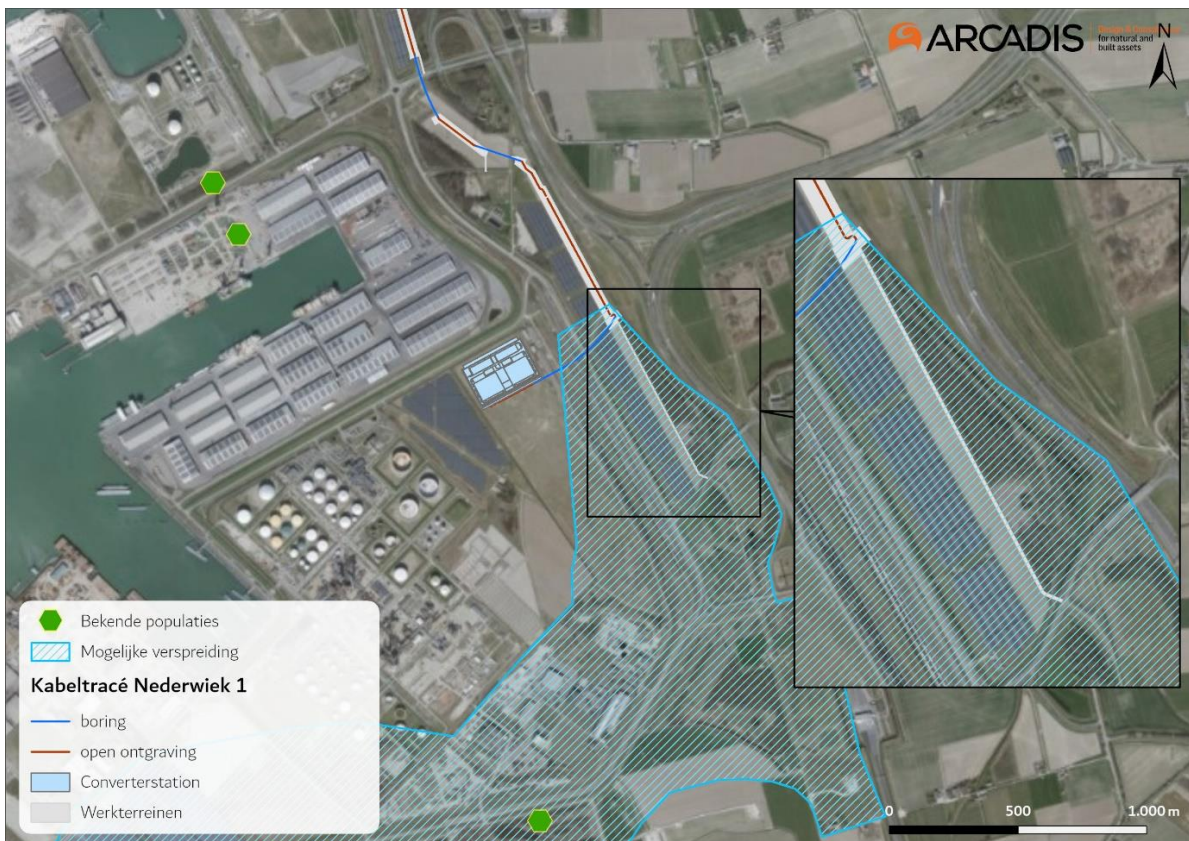 ARCADIS
for natural and
built assets
N
Bekende populaties
Mogelijke verspreiding
Kabeltracé Nederwiek 1
boring
open ontgraving
Converterstation
Werkterreinen
0 500 1.000 m